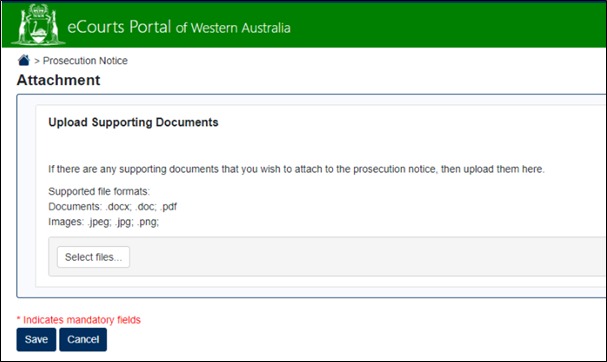 eCourts Portal of Western Australia
> Prosecution Notice
Attachment
Upload Supporting Documents
If there are any supporting documents that you wish to attach to the prosecution notice, then upload them here.
Supported file formats:
Documents: .docx; .doc; .pdf
Images: .jpeg; .jpg; .png;
Select files...
* Indicates mandatory fields
Save Cancel